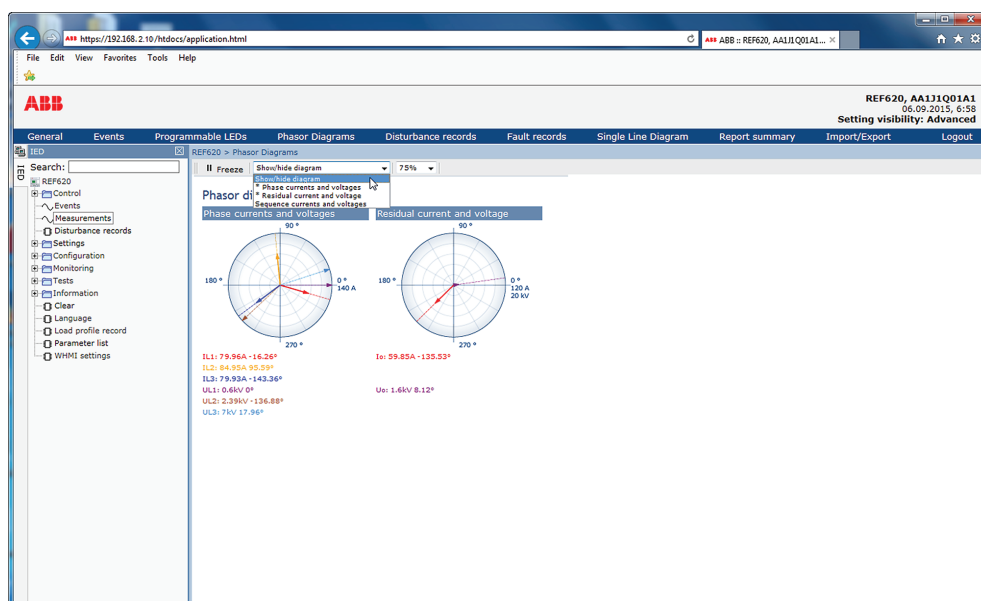 ABB https://192.168.2.10/htdocs/application.html
ABB ABB :: REF620, AA1J1Q01A1...
File Edit View Favorites Tools Help
ABB
REF620, AA1J1Q01A1
06.09.2015, 6:58
Setting visibility: Advanced
General Events Programmable LEDs Phasor Diagrams Disturbance records Fault records Single Line Diagram Report summary Import/Export Logout
IED
IED
REF620 > Phasor Diagrams
Search:
Freeze Show/hide diagram 75%
Show/hide diagram
* Phase currents and voltages
* Residual current and voltage
Sequence currents and voltages
REF620
Control
Events
Measurements
Disturbance records
Settings
Configuration
Monitoring
Tests
Information
Clear
Language
Load profile record
Parameter list
WHMI settings
Phasor di
Phase currents and voltages
90 °
180 °
0 °
140 A
270 °
IL1: 79.96A -16.26°
IL2: 84.95A 95.59°
IL3: 79.93A -143.36°
UL1: 0.6kV 0°
UL2: 2.39kV -136.88°
UL3: 7kV 17.96°
Residual current and voltage
90 °
180 °
0 °
120 A
20 kV
270 °
Io: 59.85A -135.53°
Uo: 1.6kV 8.12°